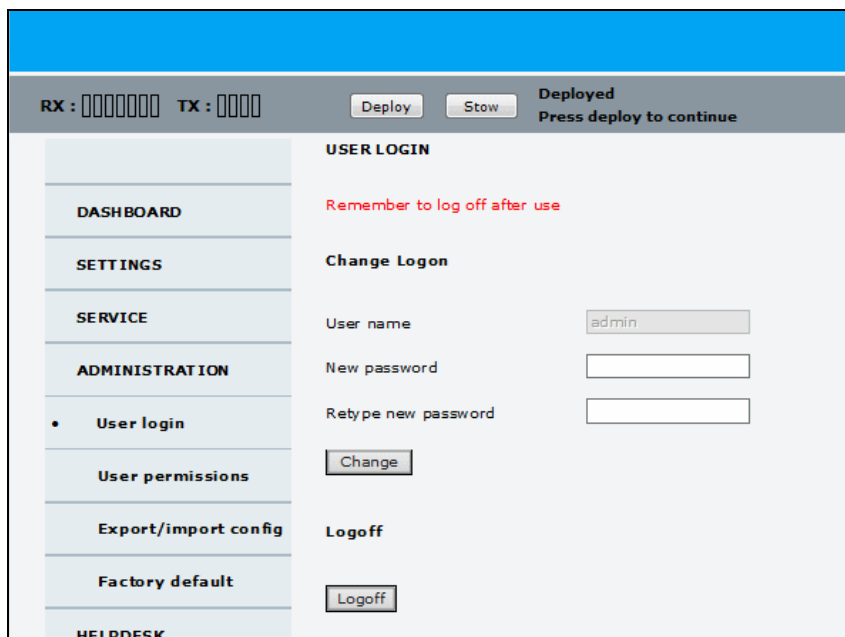 RX : TX : Deploy Stow Deployed
Press deploy to continue
USER LOGIN
DASHBOARD
Remember to log off after use
SETTINGS
Change Logon
SERVICE
User name admin
ADMINISTRATION
New password
User login
Retype new password
User permissions
Change
Export/import config
Logoff
Factory default
Logoff
HELPDESK